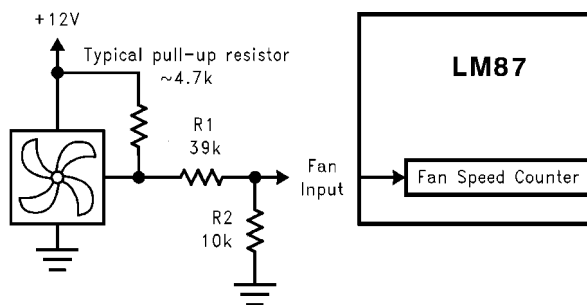 +12V
Typical pull-up resistor
~4.7k
R1
39k
Fan
Input
R2
10k
LM87
Fan Speed Counter